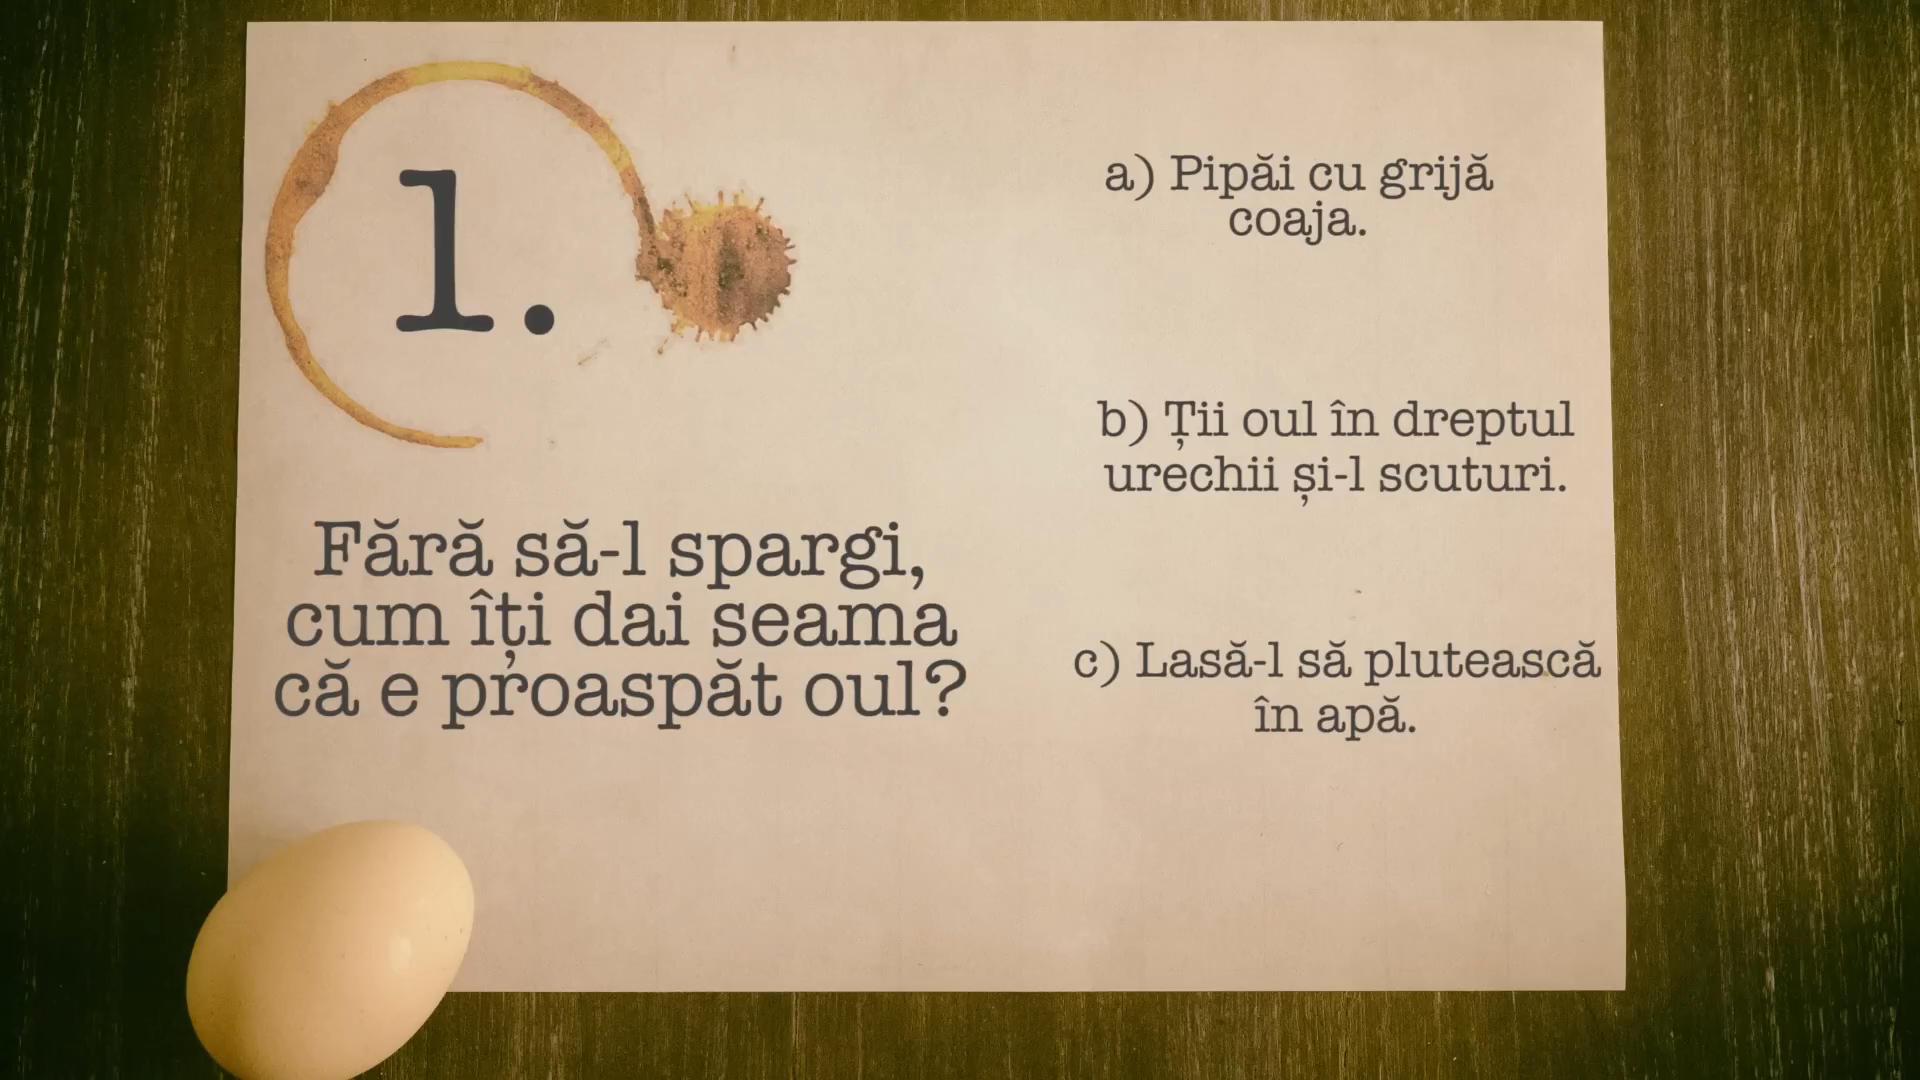 1.
Fără să-l spargi,
cum îți dai seama
că e proaspăt oul?
a) Pipăi cu grijă
coaja.
b) Ții oul în dreptul
urechii și-l scuturi.
c) Lasă-l să plutească
în apă.